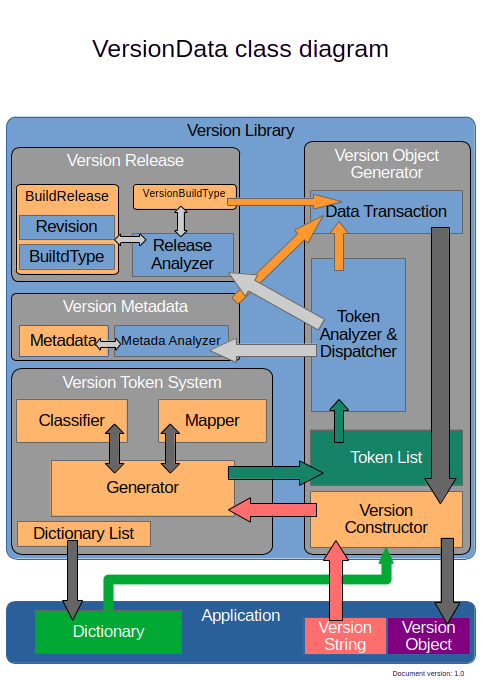 VersionData class diagram
Version Library
Version Release
BuildRelease
Revision
BuiltdType
VersionBuildType
Release
Analyzer
Version Metadata
Metadata
Metada Analyzer
Version Token System
Classifier
Mapper
Generator
Dictionary List
Version Object
Generator
Data Transaction
Token
Analyzer &
Dispatcher
Token List
Version
Constructor
Application
Dictionary
Version
String
Version
Object
Document version: 1.0